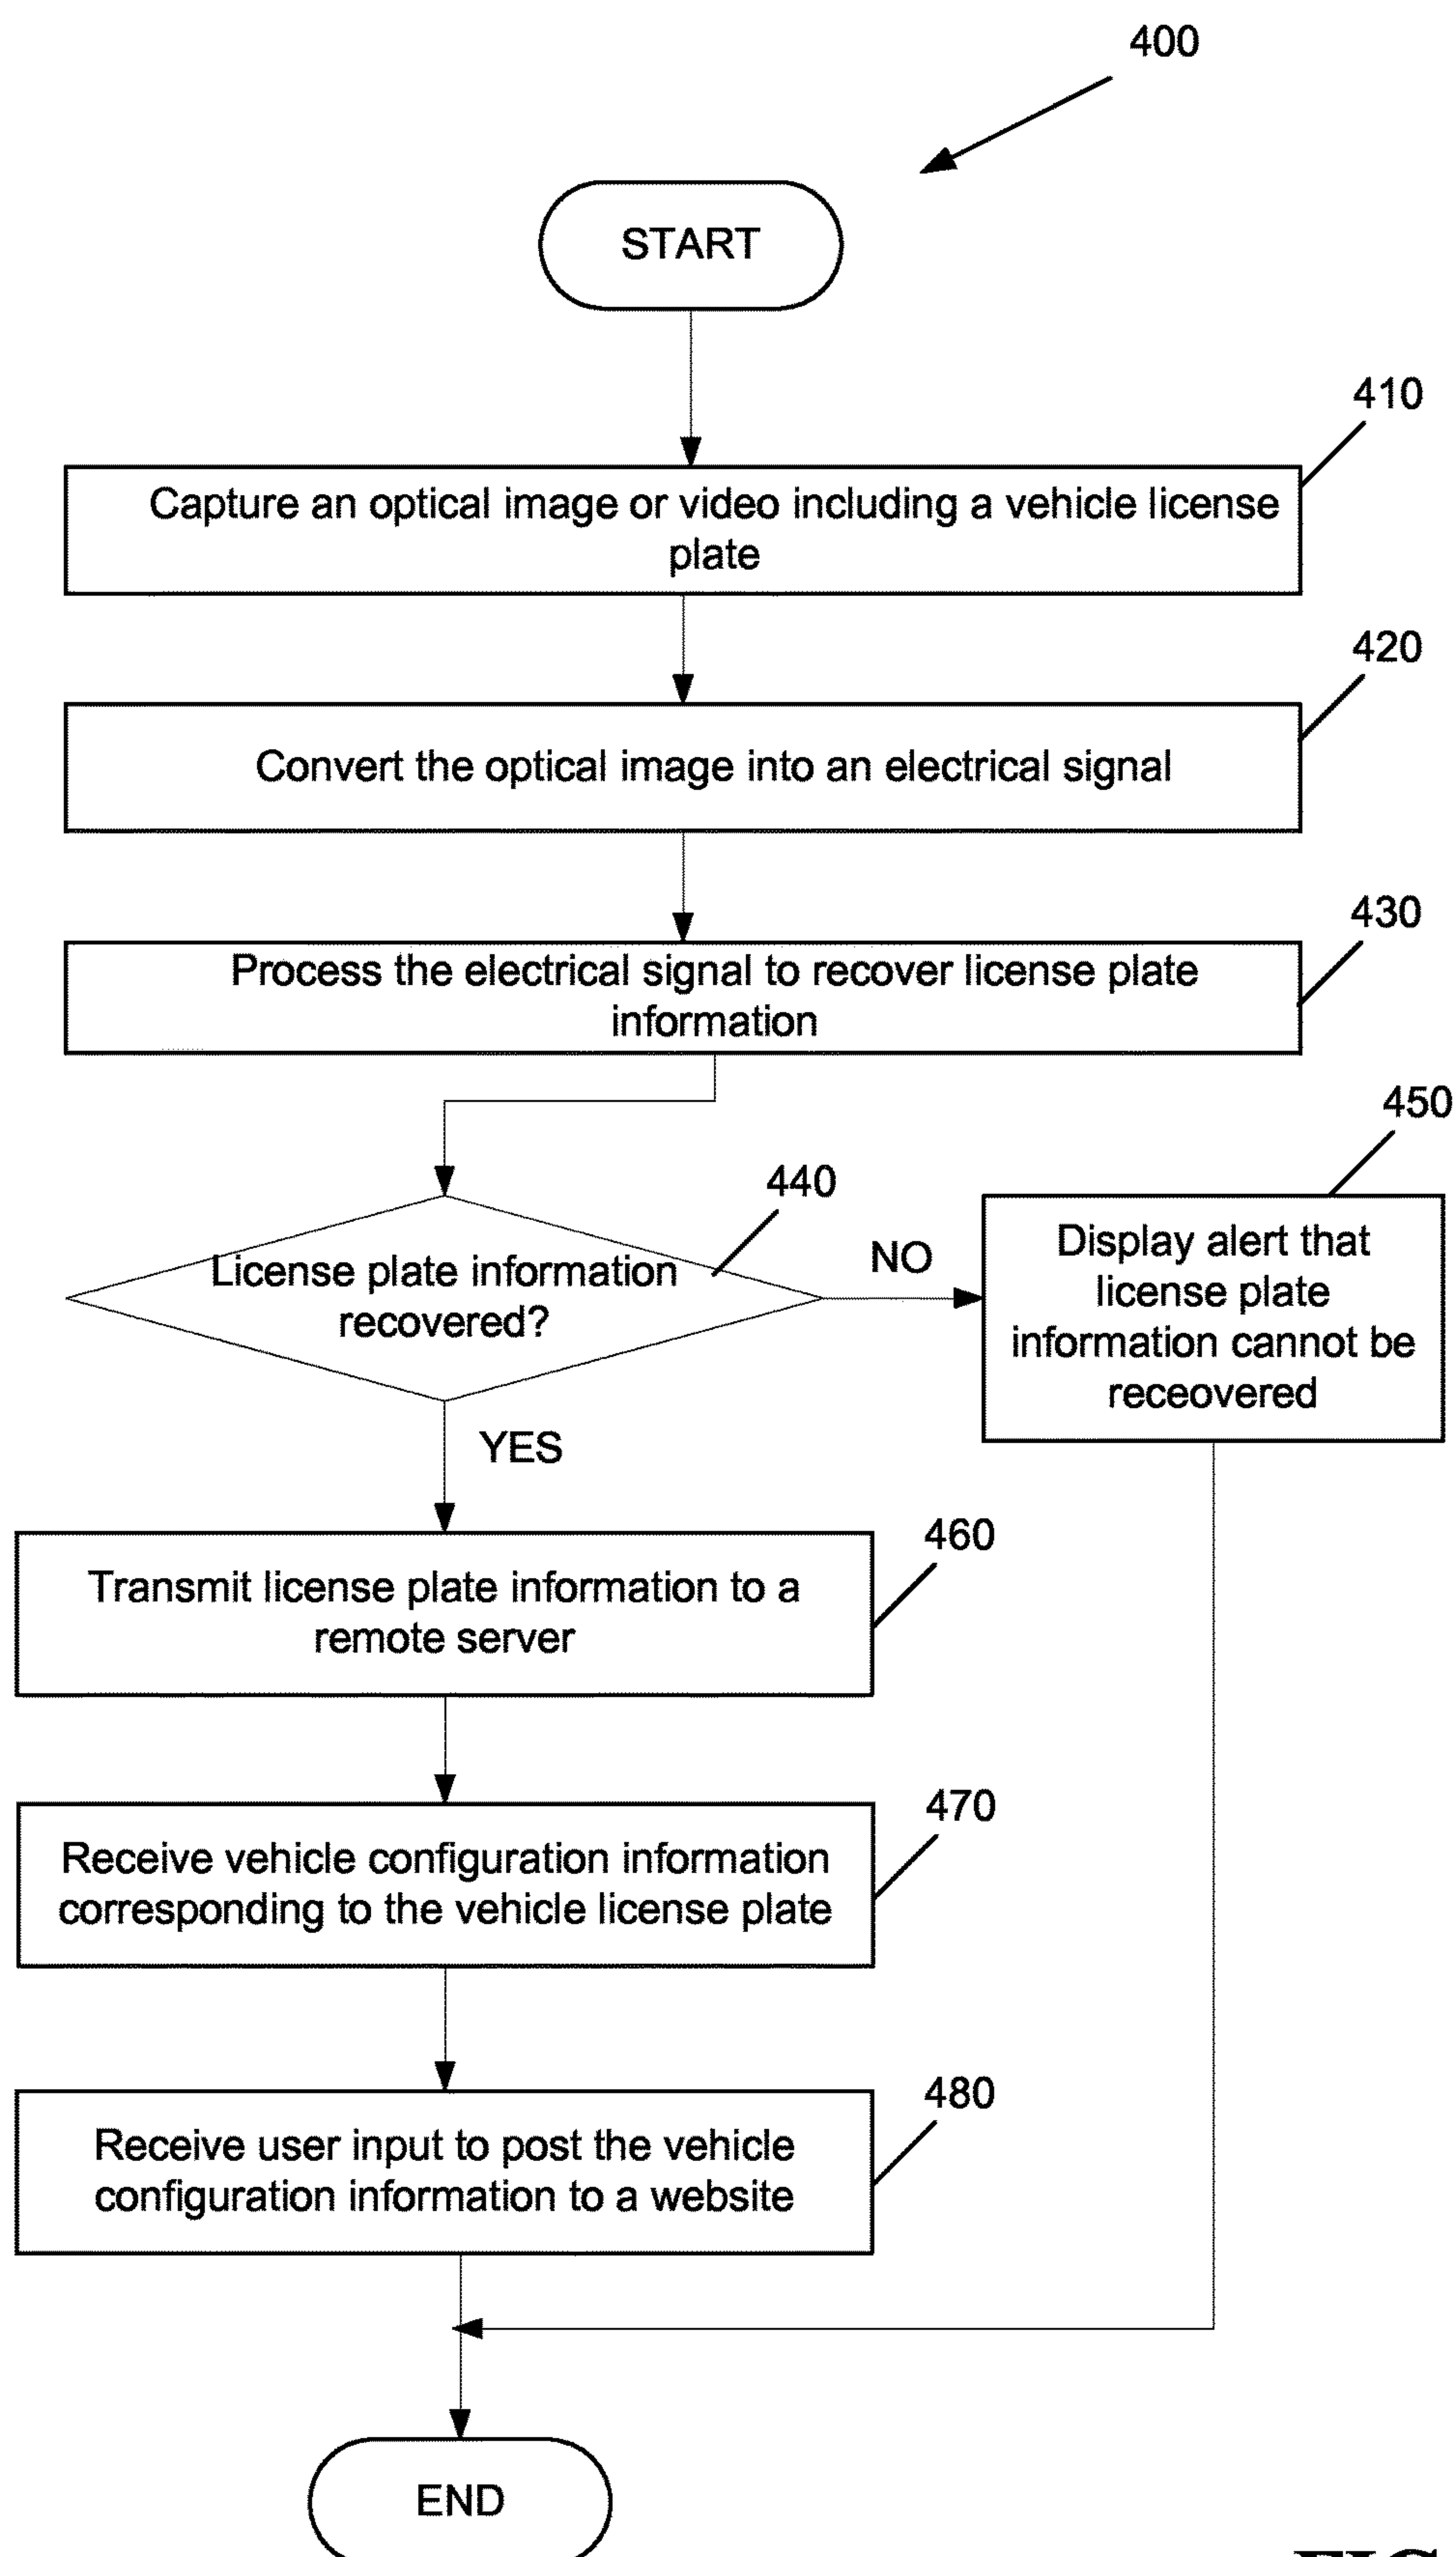 400
START
410
Capture an optical image or video including a vehicle license
plate
420
Convert the optical image into an electrical signal
430
Process the electrical signal to recover license plate
information
440
License plate information
recovered?
NO
450
Display alert that
license plate
information cannot be
receovered
YES
460
Transmit license plate information to a
remote server
470
Receive vehicle configuration information
corresponding to the vehicle license plate
480
Receive user input to post the vehicle
configuration information to a website
END